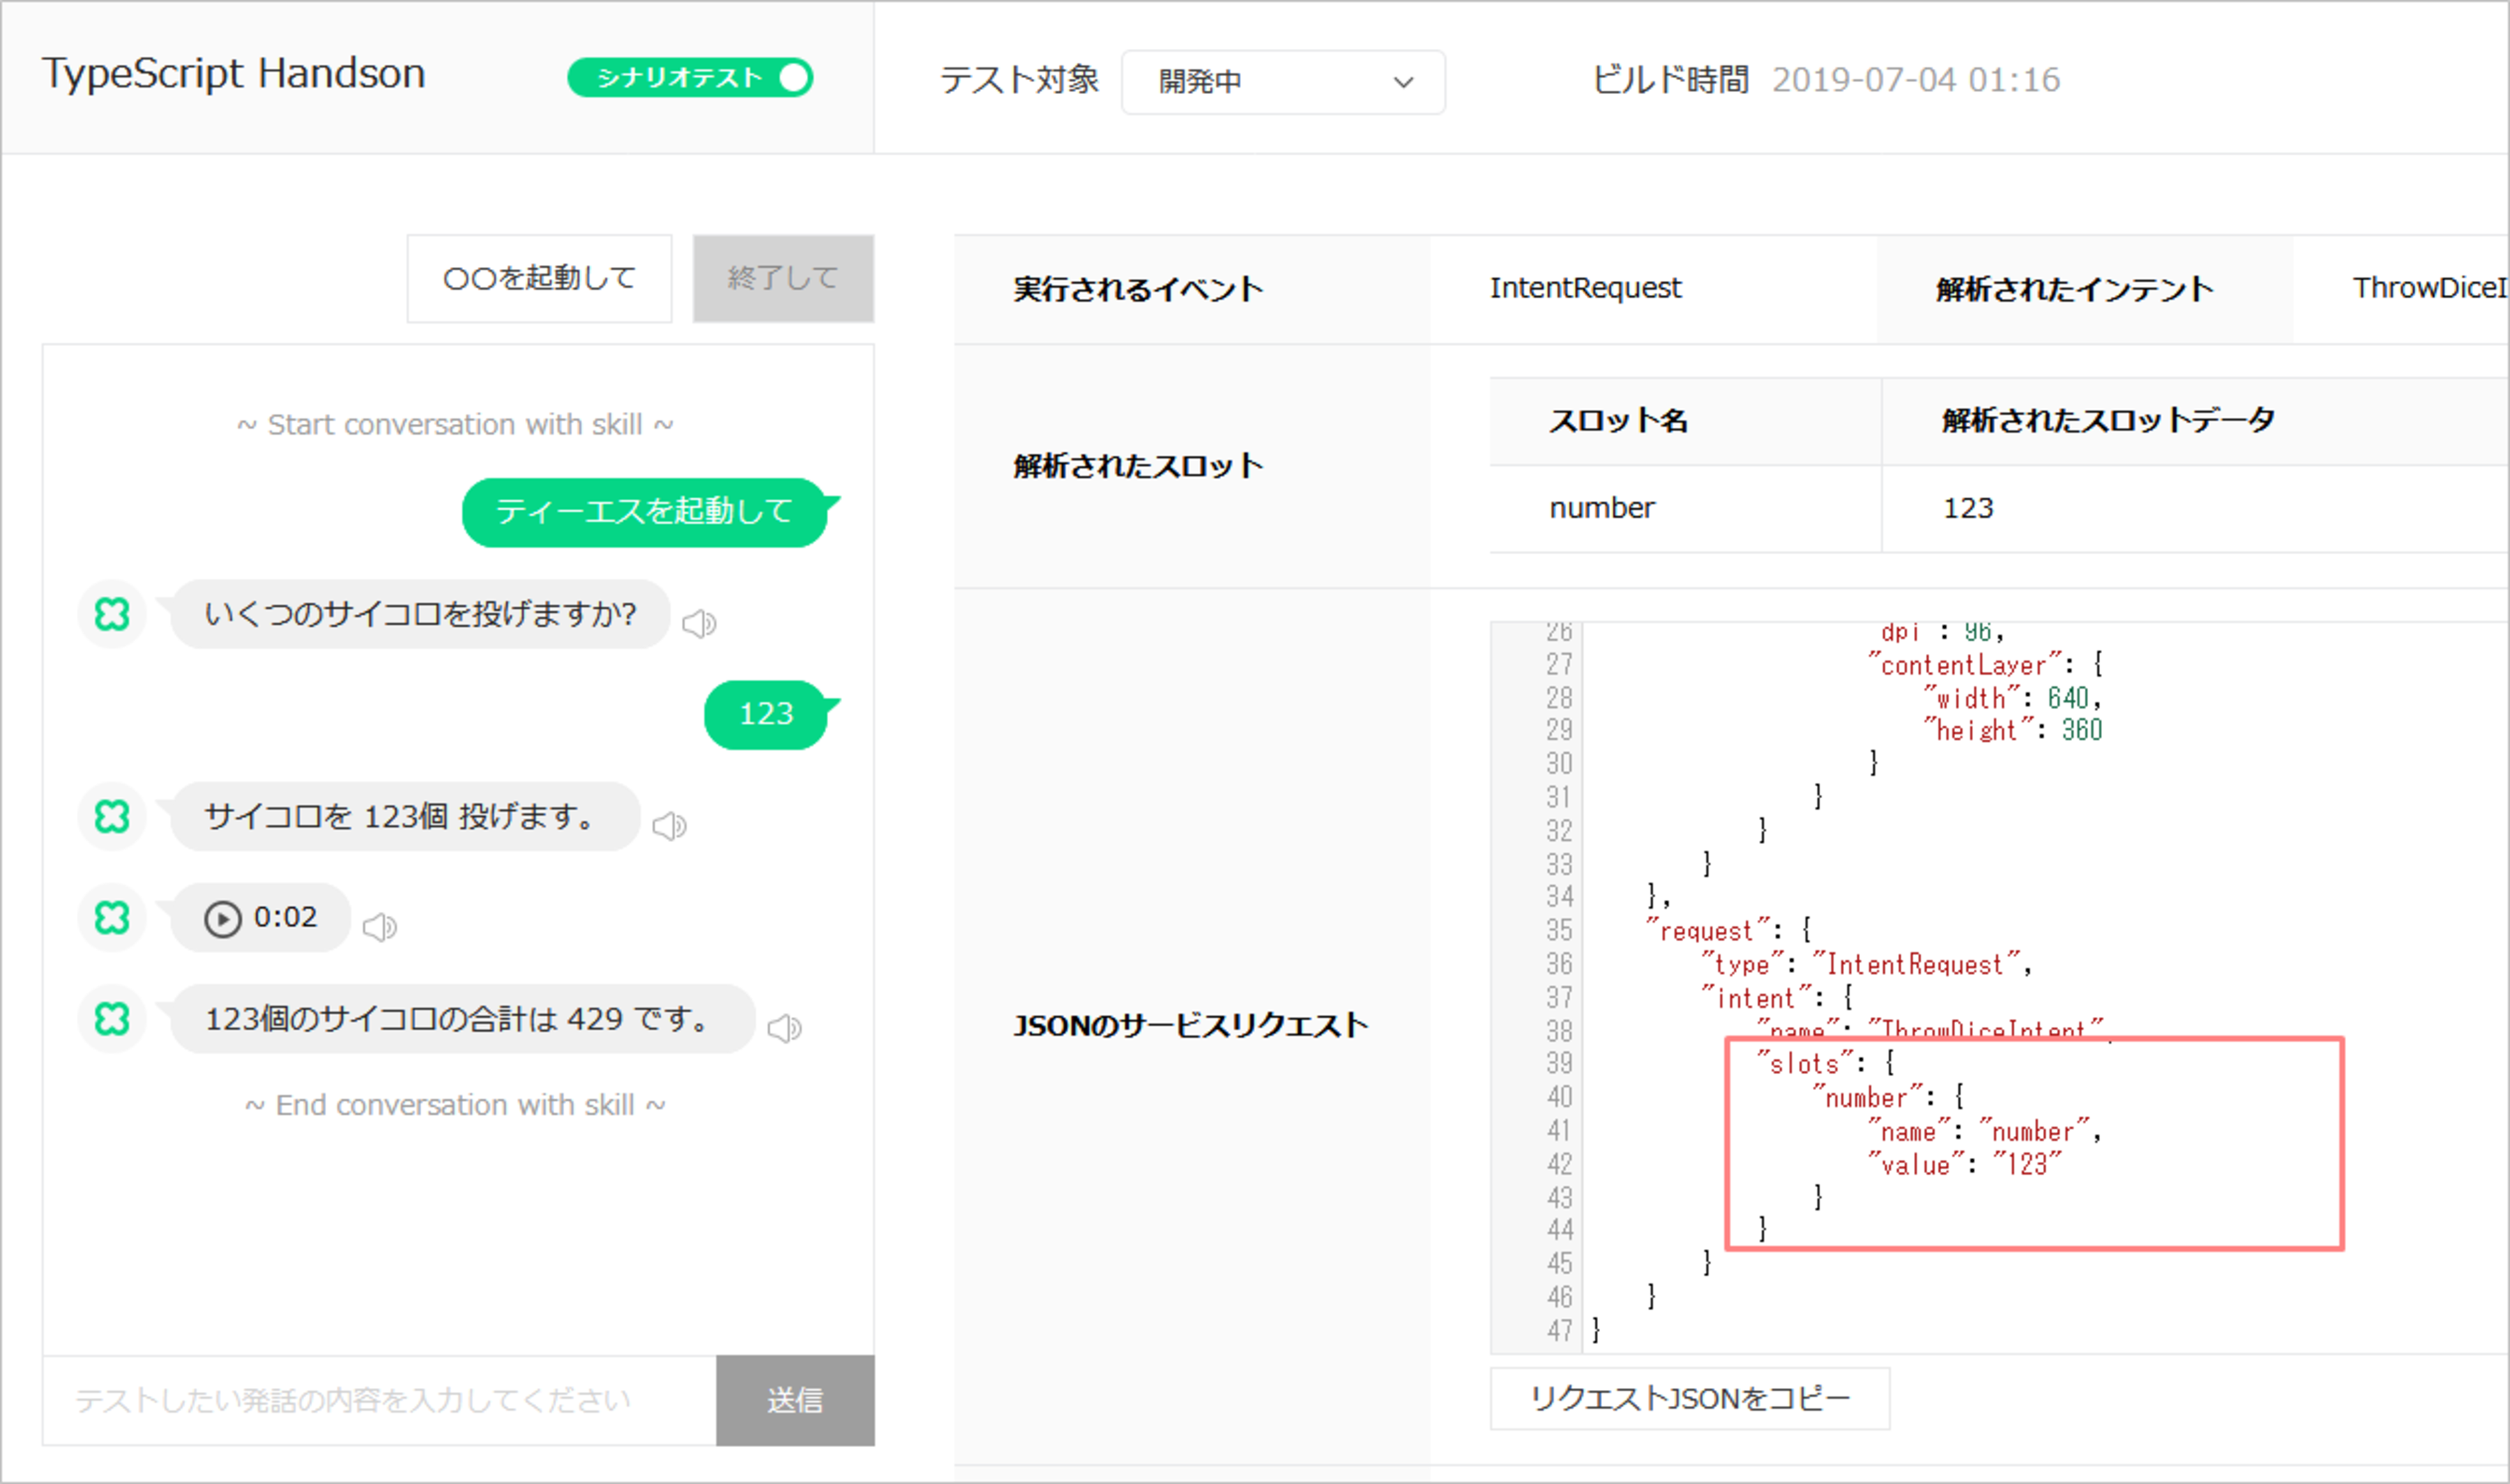 TypeScript Handson
シナリオテスト
テスト対象
開発中
ビルド時間 2019-07-04 01:16
〇〇を起動して
終了して
~ Start conversation with skill ~
ティーエスを起動して
いくつのサイコロを投げますか?
123
サイコロを 123個 投げます。
0:02
123個のサイコロの合計は 429 です。
~ End conversation with skill ~
テストしたい発話の内容を入力してください
送信
実行されるイベント
IntentRequest
解析されたインテント
ThrowDiceI
解析されたスロット
スロット名
解析されたスロットデータ
number
123
JSONのサービスリクエスト
26 dpi : 96,
27 "contentLayer": {
28 "width": 640,
29 "height": 360
30 }
31 }
32 }
33 }
34 },
35 "request": {
36 "type": "IntentRequest",
37 "intent": {
38 "name": "ThrowDiceIntent",
39 "slots": {
40 "number": {
41 "name": "number",
42 "value": "123"
43 }
44 }
45 }
46 }
47 }
リクエストJSONをコピー